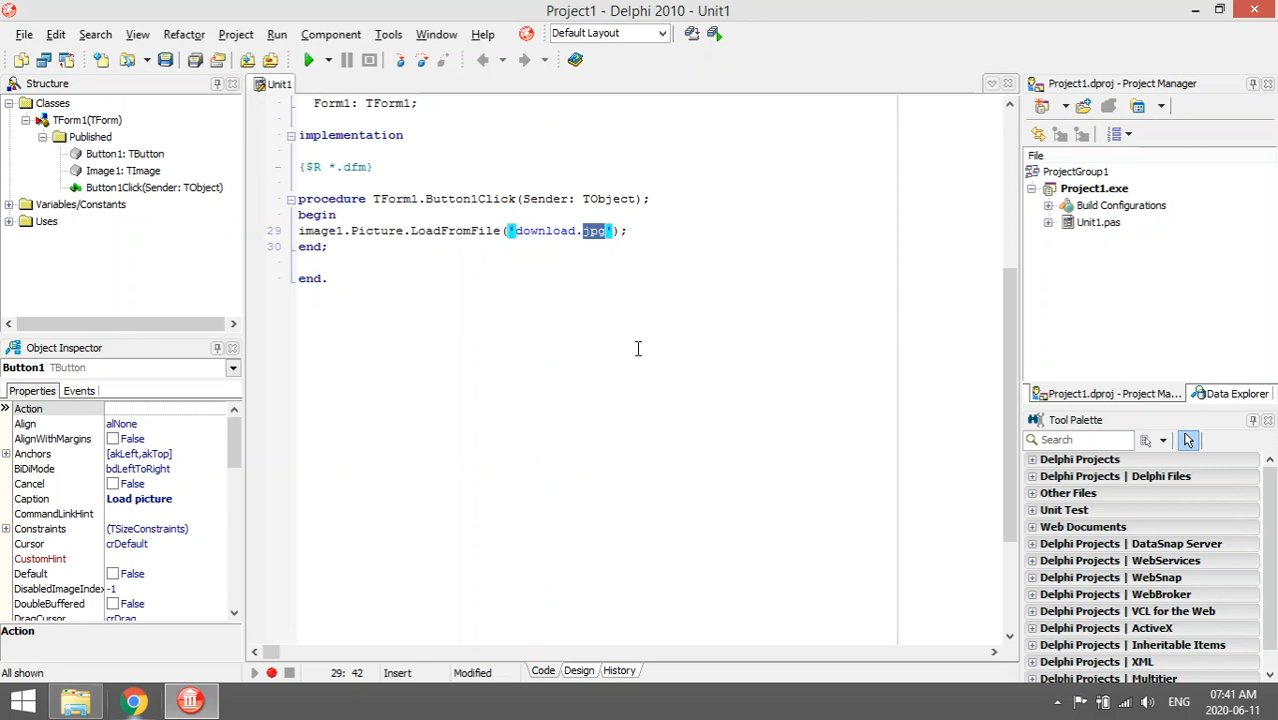 Project1 - Delphi 2010 - Unit1
File Edit Search View Refactor Project Run Component Tools Window Help Default Layout
Structure
Classes
TForm1(TForm)
Published
Button1: TButton
Image1: TImage
Button1Click(Sender: TObject)
Variables/Constants
Uses
Object Inspector
Button1 TButton
Properties Events
Action
Align alNone
AlignWithMargins False
Anchors [akLeft,akTop]
BiDiMode bdLeftToRight
Cancel False
Caption Load picture
CommandLinkHint
Constraints (TSizeConstraints)
Cursor crDefault
CustomHint
Default False
DisabledImageIndex -1
DoubleBuffered False
DragCursor crDrag
Action
All shown
Unit1
Form1: TForm1;
implementation
{$R *.dfm}
procedure TForm1.Button1Click(Sender: TObject);
begin
29 image1.Picture.LoadFromFile('download.jpg');
30 end;
end.
29: 42 Insert Modified Code Design History
Project1.dproj - Project Manager
File
ProjectGroup1
Project1.exe
Build Configurations
Unit1.pas
Project1.dproj - Project Ma... Data Explorer
Tool Palette
Search
Delphi Projects
Delphi Projects | Delphi Files
Other Files
Unit Test
Web Documents
Delphi Projects | DataSnap Server
Delphi Projects | WebServices
Delphi Projects | WebSnap
Delphi Projects | WebBroker
Delphi Projects | VCL for the Web
Delphi Projects | ActiveX
Delphi Projects | Inheritable Items
Delphi Projects | XML
Delphi Projects | Multitier
ENG
07:41 AM
2020-06-11